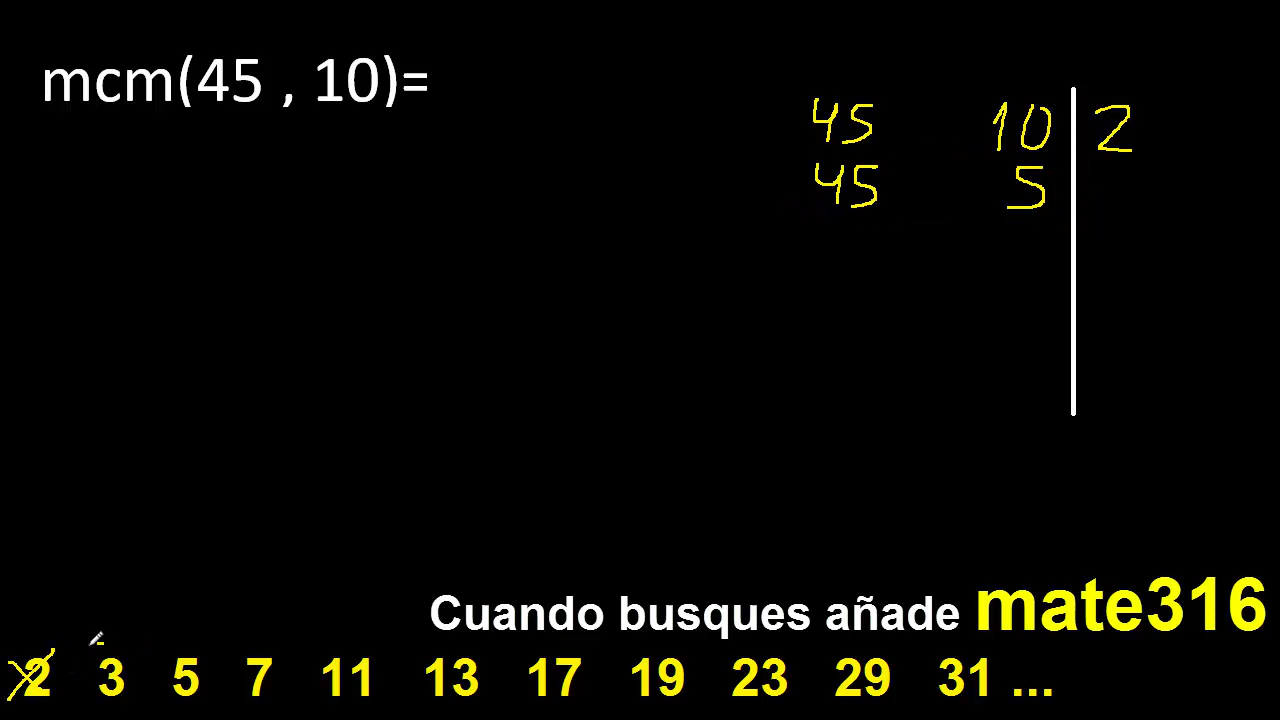 mcm(45 , 10)=
45 10 2
45 5
Cuando busques añade mate316
2 3 5 7 11 13 17 19 23 29 31 ...